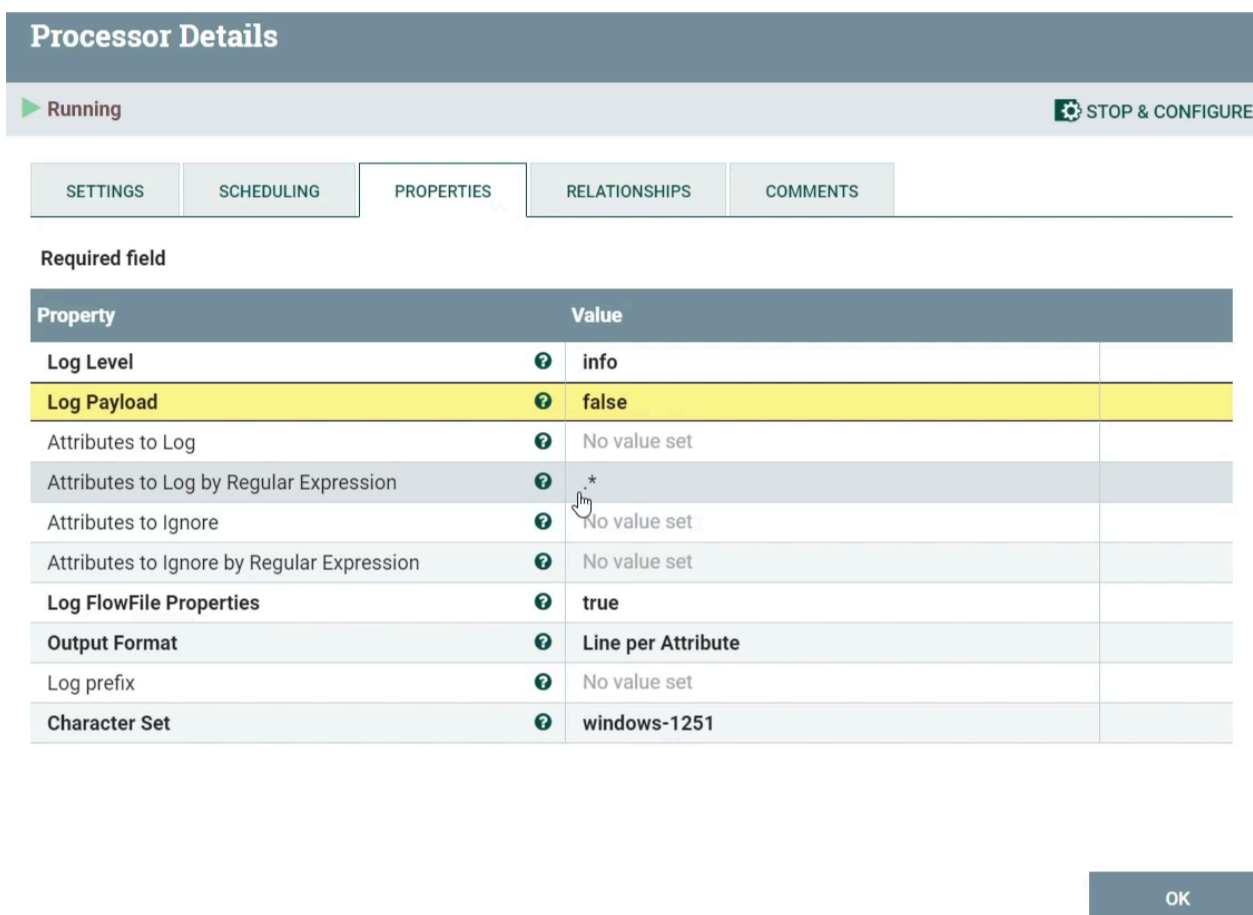 Processor Details
Running
STOP & CONFIGURE
SETTINGS SCHEDULING PROPERTIES RELATIONSHIPS COMMENTS
Required field
Property Value
Log Level info
Log Payload false
Attributes to Log No value set
Attributes to Log by Regular Expression .*
Attributes to Ignore No value set
Attributes to Ignore by Regular Expression No value set
Log FlowFile Properties true
Output Format Line per Attribute
Log prefix No value set
Character Set windows-1251
OK